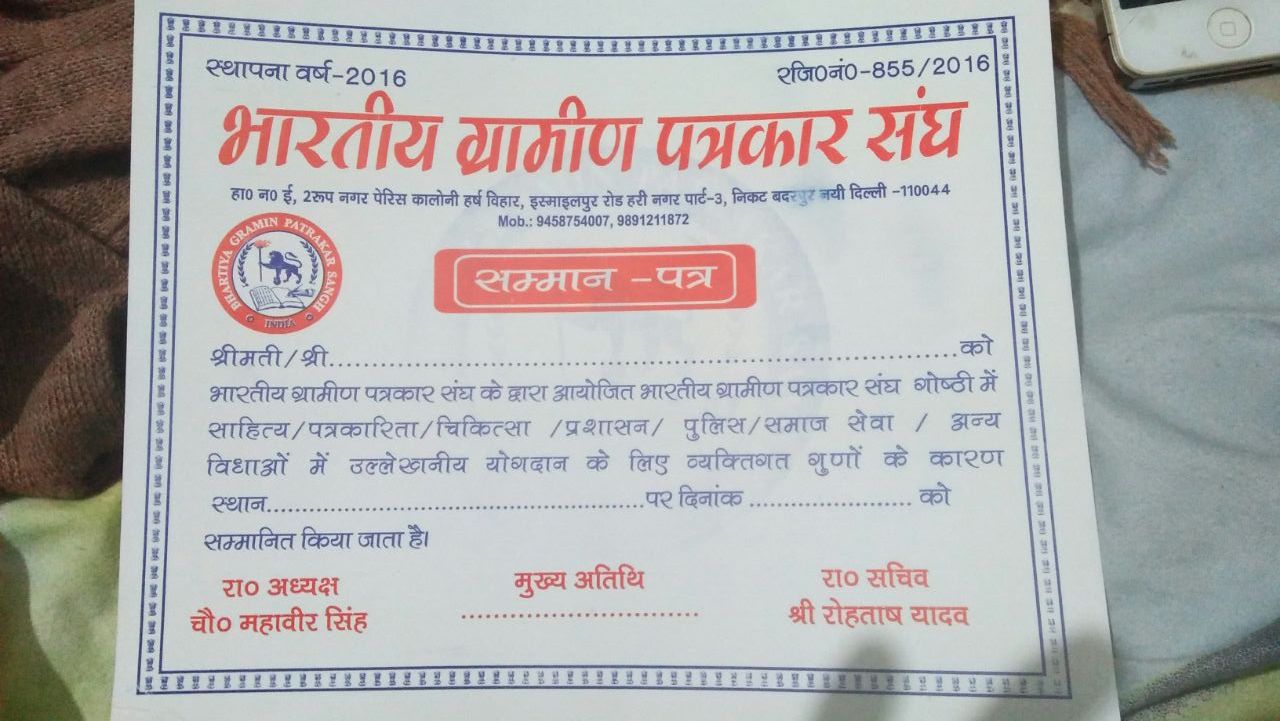 स्थापना वर्ष-2016
रजि0नं0-855/2016
भारतीय ग्रामीण पत्रकार संघ
हा0 न0 ई, 2रूप नगर पेरिस कालोनी हर्ष विहार, इस्माइलपुर रोड हरी नगर पार्ट-3, निकट बदरपुर नयी दिल्ली -110044
Mob.: 9458754007, 9891211872
BHARTIYA GRAMIN PATRAKAR SANGH
INDIA
सम्मान -पत्र
श्रीमती/श्री.......................................................................को
भारतीय ग्रामीण पत्रकार संघ के द्वारा आयोजित भारतीय ग्रामीण पत्रकार संघ गोष्ठी में
साहित्य/पत्रकारिता/चिकित्सा /प्रशासन/ पुलिस/समाज सेवा / अन्य
विधाओं में उल्लेखनीय योगदान के लिए व्यक्तिगत गुणों के कारण
स्थान......................................................पर दिनांक ....................... को
सम्मानित किया जाता है।
रा0 अध्यक्ष
चौ0 महावीर सिंह
मुख्य अतिथि
..................................
रा0 सचिव
श्री रोहताष यादव